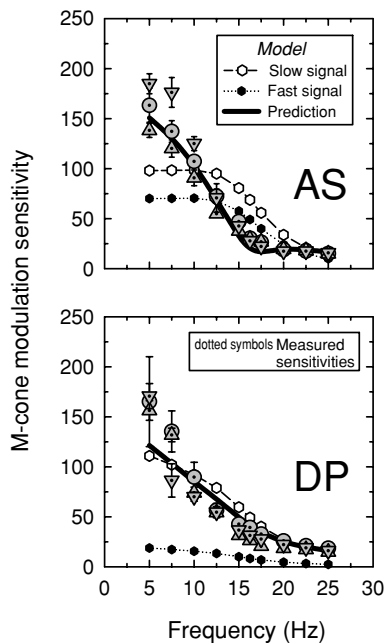 M-cone modulation sensitivity
250
200
150
100
50
0
Model
Slow signal
Fast signal
Prediction
AS
250
200
150
100
50
0
dotted symbols Measured
sensitivities
DP
0 5 10 15 20 25 30
Frequency (Hz)